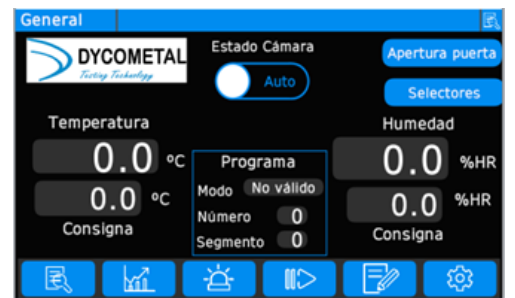 General
DYCOMETAL
Testing Technology
Estado Cámara
Auto
Apertura puerta
Selectores
Temperatura
0.0 ºC
0.0 ºC
Consigna
Programa
Modo No válido
Número 0
Segmento 0
Humedad
0.0 %HR
0.0 %HR
Consigna